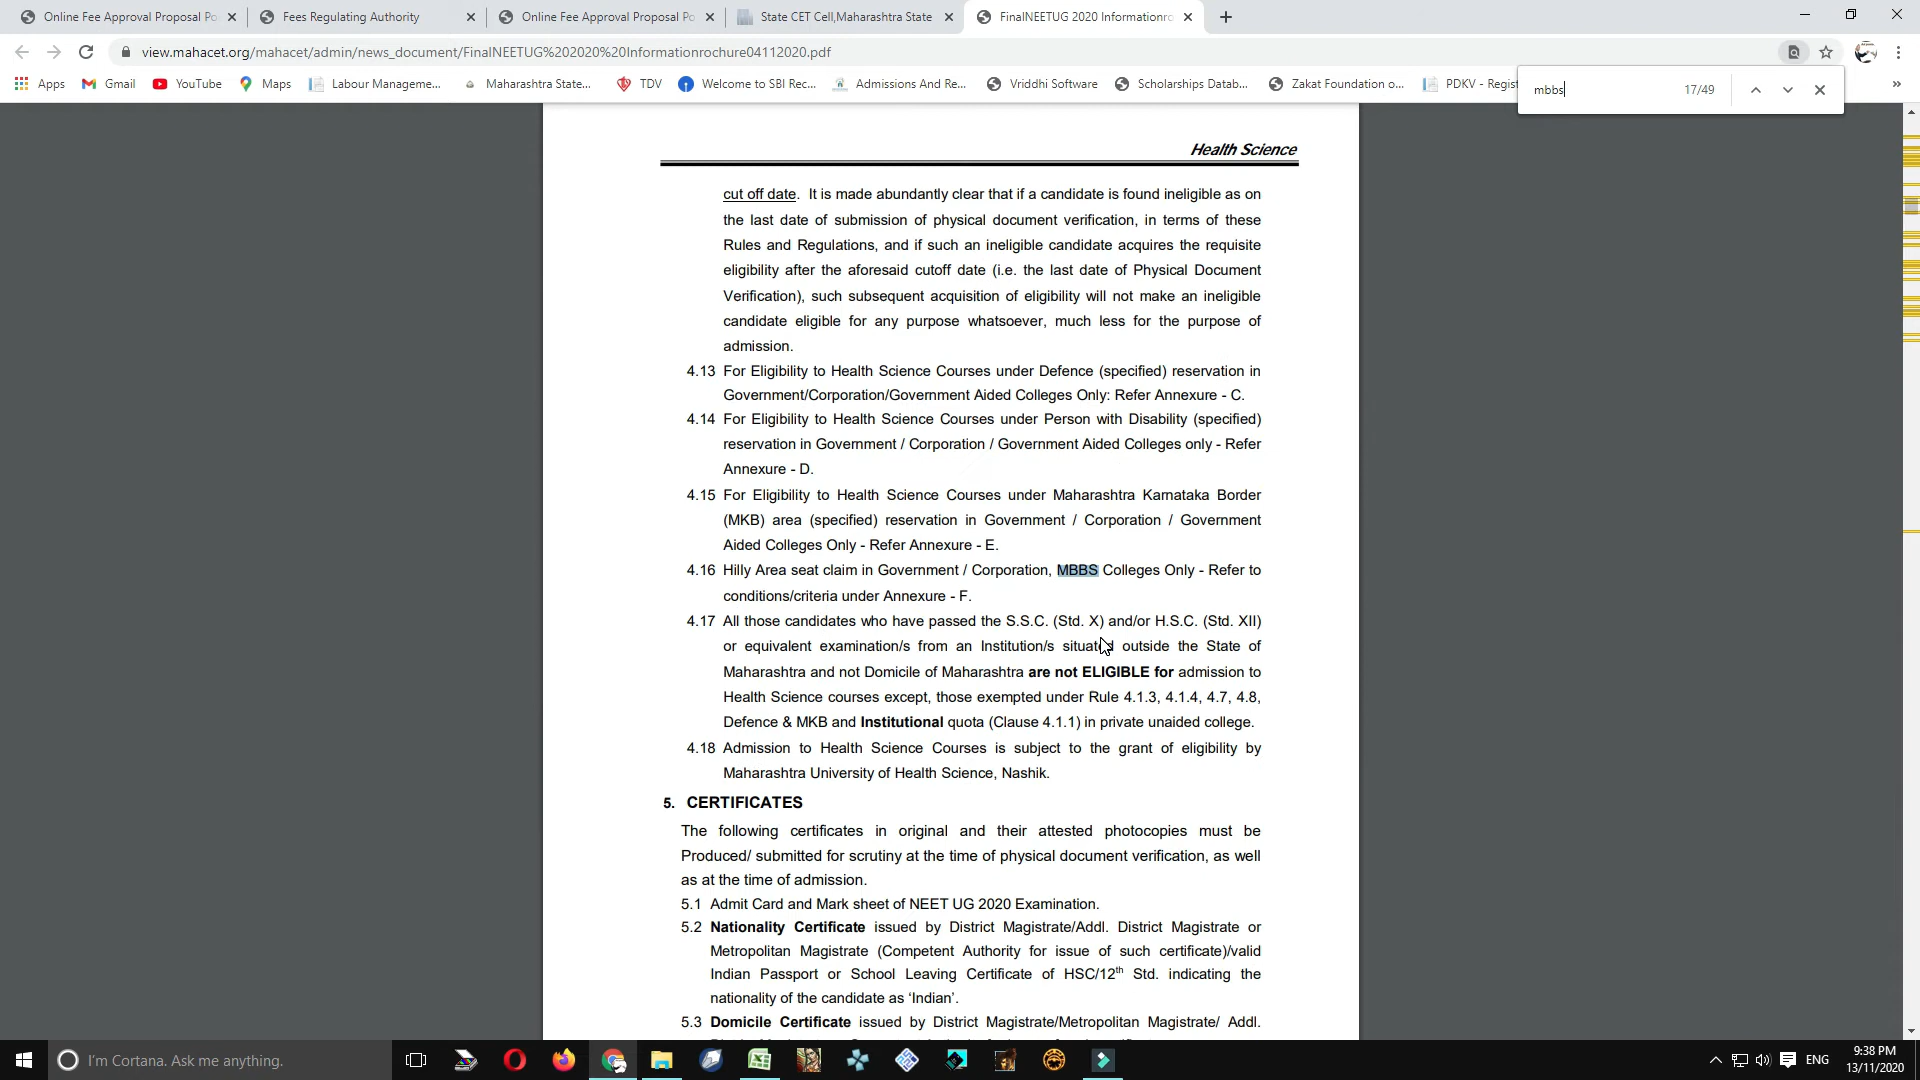 Online Fee Approval Proposal Po
Fees Regulating Authority
Online Fee Approval Proposal Po
State CET Cell,Maharashtra State
FinalNEETUG 2020 Informationro
view.mahacet.org/mahacet/admin/news_document/FinalNEETUG%202020%20Informationrochure04112020.pdf
Apps
Gmail
YouTube
Maps
Labour Manageme...
Maharashtra State...
TDV
Welcome to SBI Rec...
Admissions And Re...
Vriddhi Software
Scholarships Datab...
Zakat Foundation o...
PDKV - Regist
»
mbbs
17/49
Health Science
cut off date. It is made abundantly clear that if a candidate is found ineligible as on
the last date of submission of physical document verification, in terms of these
Rules and Regulations, and if such an ineligible candidate acquires the requisite
eligibility after the aforesaid cutoff date (i.e. the last date of Physical Document
Verification), such subsequent acquisition of eligibility will not make an ineligible
candidate eligible for any purpose whatsoever, much less for the purpose of
admission.
4.13 For Eligibility to Health Science Courses under Defence (specified) reservation in
Government/Corporation/Government Aided Colleges Only: Refer Annexure - C.
4.14 For Eligibility to Health Science Courses under Person with Disability (specified)
reservation in Government / Corporation / Government Aided Colleges only - Refer
Annexure - D.
4.15 For Eligibility to Health Science Courses under Maharashtra Karnataka Border
(MKB) area (specified) reservation in Government / Corporation / Government
Aided Colleges Only - Refer Annexure - E.
4.16 Hilly Area seat claim in Government / Corporation, MBBS Colleges Only - Refer to
conditions/criteria under Annexure - F.
4.17 All those candidates who have passed the S.S.C. (Std. X) and/or H.S.C. (Std. XII)
or equivalent examination/s from an Institution/s situated outside the State of
Maharashtra and not Domicile of Maharashtra are not ELIGIBLE for admission to
Health Science courses except, those exempted under Rule 4.1.3, 4.1.4, 4.7, 4.8,
Defence & MKB and Institutional quota (Clause 4.1.1) in private unaided college.
4.18 Admission to Health Science Courses is subject to the grant of eligibility by
Maharashtra University of Health Science, Nashik.
5. CERTIFICATES
The following certificates in original and their attested photocopies must be
Produced/ submitted for scrutiny at the time of physical document verification, as well
as at the time of admission.
5.1 Admit Card and Mark sheet of NEET UG 2020 Examination.
5.2 Nationality Certificate issued by District Magistrate/Addl. District Magistrate or
Metropolitan Magistrate (Competent Authority for issue of such certificate)/valid
Indian Passport or School Leaving Certificate of HSC/12th Std. indicating the
nationality of the candidate as ‘Indian’.
5.3 Domicile Certificate issued by District Magistrate/Metropolitan Magistrate/ Addl.
I'm Cortana. Ask me anything.
ENG
9:38 PM
13/11/2020